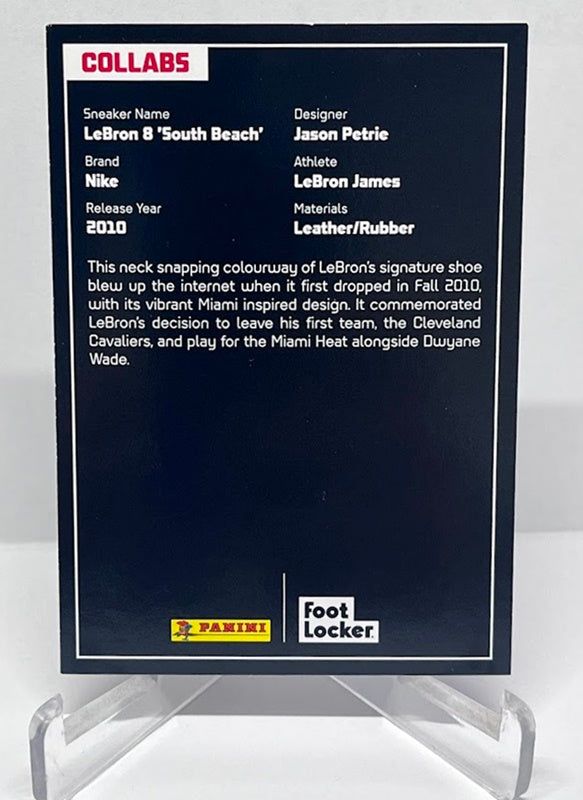 COLLABS
Sneaker Name
LeBron 8 'South Beach'
Designer
Jason Petrie
Brand
Nike
Athlete
LeBron James
Release Year
2010
Materials
Leather/Rubber
This neck snapping colourway of LeBron's signature shoe
blew up the internet when it first dropped in Fall 2010,
with its vibrant Miami inspired design. It commemorated
LeBron's decision to leave his first team, the Cleveland
Cavaliers, and play for the Miami Heat alongside Dwyane
Wade.
PANINI
Foot
Locker